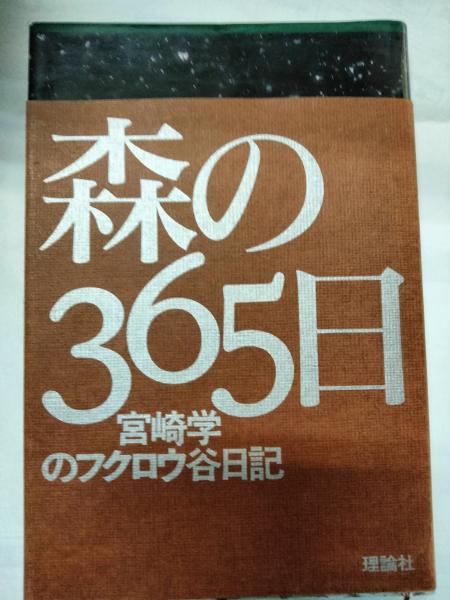 森の
365日
宮崎学
のフクロウ谷日記
理論社